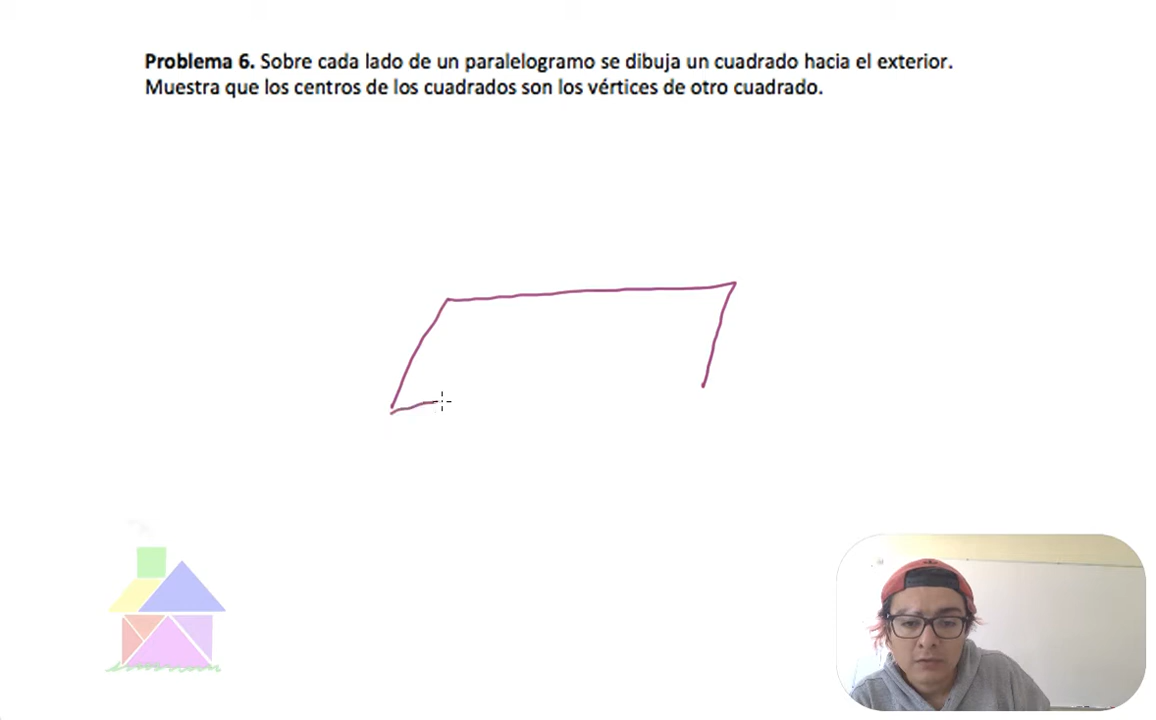 Problema 6. Sobre cada lado de un paralelogramo se dibuja un cuadrado hacia el exterior.
Muestra que los centros de los cuadrados son los vértices de otro cuadrado.